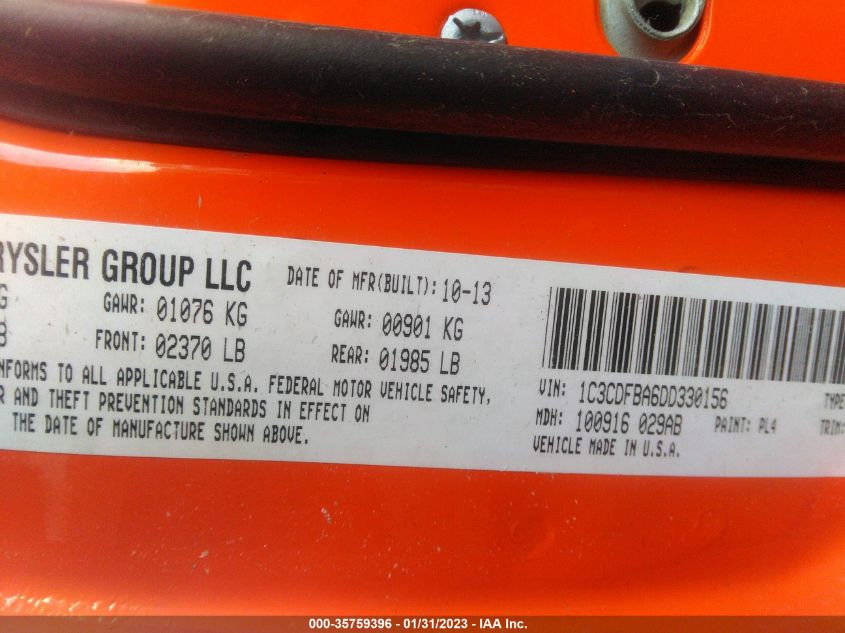 RYSLER GROUP LLC DATE OF MFR(BUILT): 10-13
G GAWR: 01076 KG GAWR: 00901 KG
B FRONT: 02370 LB REAR: 01985 LB
NFORMS TO ALL APPLICABLE U.S.A. FEDERAL MOTOR VEHICLE SAFETY,
R AND THEFT PREVENTION STANDARDS IN EFFECT ON
THE DATE OF MANUFACTURE SHOWN ABOVE.
VIN: 1C3CDFBA6DD330156 TYPE
MDH: 100916 029AB PAINT: PL4 TRIM:
VEHICLE MADE IN U.S.A.
000-35759396 - 01/31/2023 - IAA Inc.